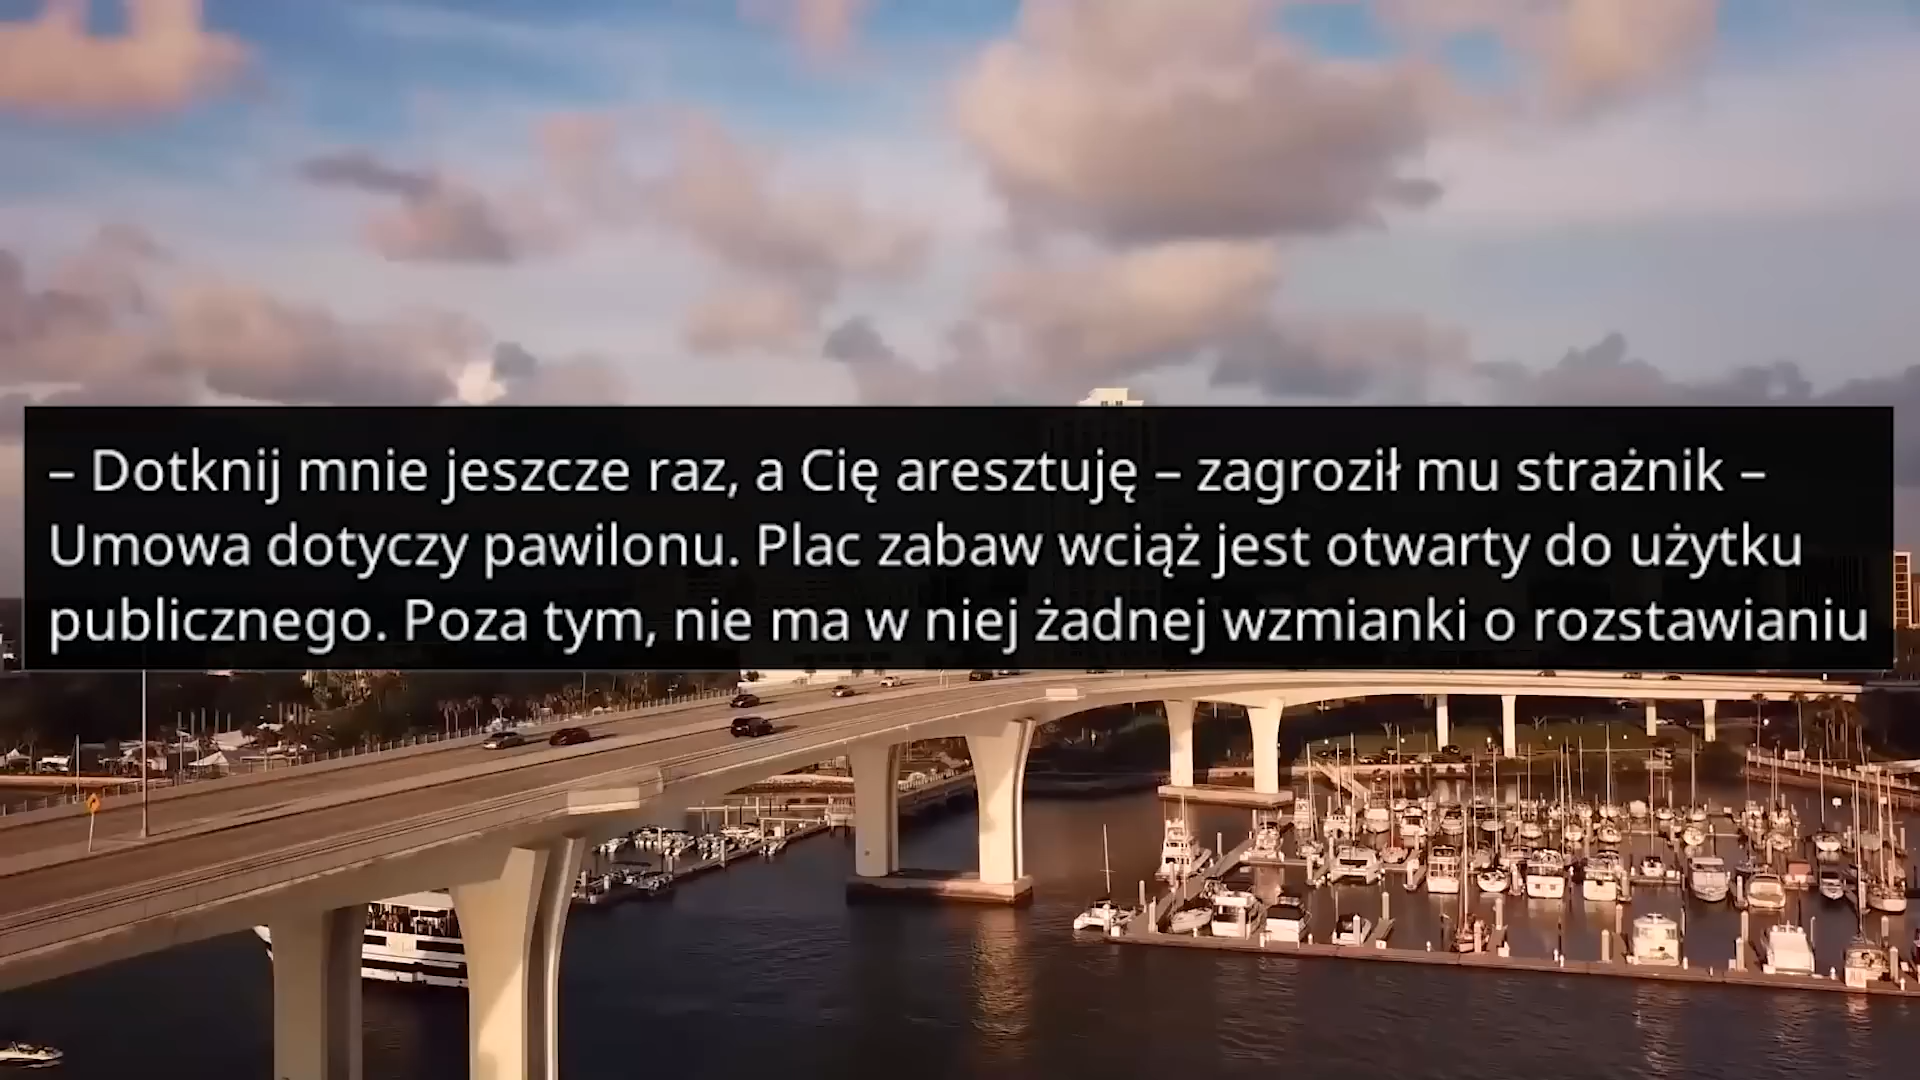 – Dotknij mnie jeszcze raz, a Cię aresztuję – zagroził mu strażnik –
Umowa dotyczy pawilonu. Plac zabaw wciąż jest otwarty do użytku
publicznego. Poza tym, nie ma w niej żadnej wzmianki o rozstawianiu